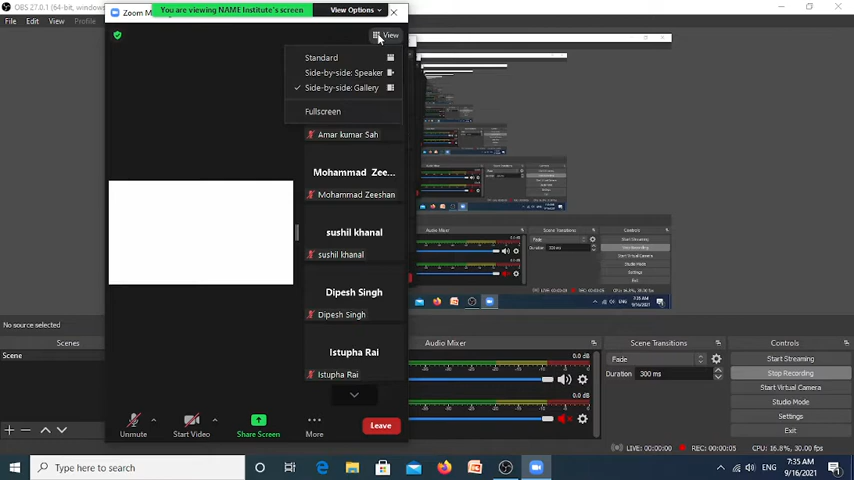 OBS 27.0.1 (64-bit, windows)
Zoom M
You are viewing NAME Institute's screen
View Options
File
Edit
View
Profile
View
Standard
Side-by-side: Speaker
Side-by-side: Gallery
Fullscreen
Amar kumar Sah
Mohammad Zee...
Mohammad Zeeshan
sushil khanal
sushil khanal
Dipesh Singh
Dipesh Singh
Istupha Rai
Istupha Rai
Unmute
Start Video
Share Screen
More
Leave
No source selected
Scenes
Scene
Audio Mixer
0.0 dB
0.0 dB
Scene Transitions
Fade
Duration
300 ms
Controls
Start Streaming
Stop Recording
Start Virtual Camera
Studio Mode
Settings
Exit
LIVE: 00:00:00
REC: 00:00:05
CPU: 16.8%, 30.00 fps
Type here to search
ENG
7:35 AM
9/16/2021